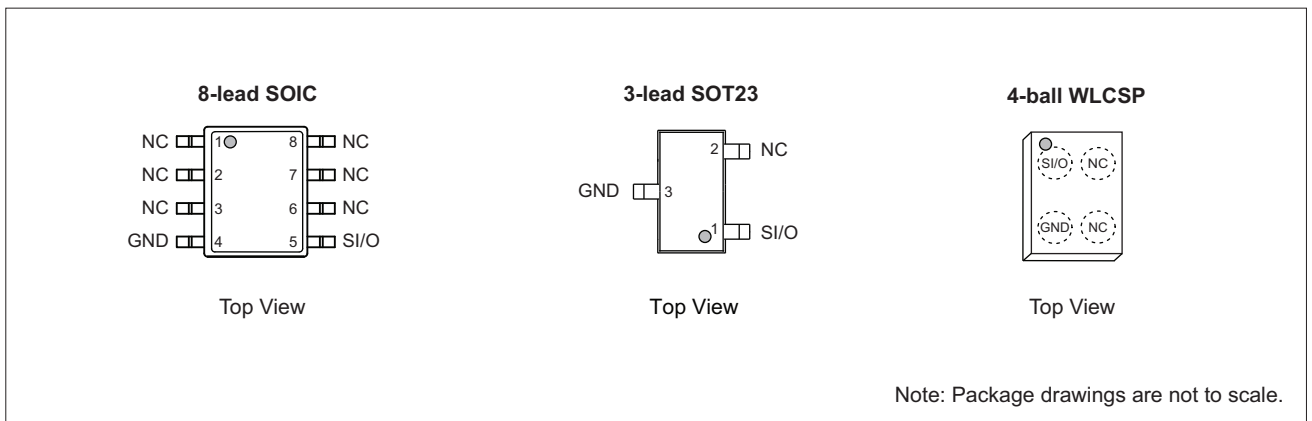 8-lead SOIC
NC 1 8 NC
NC 2 7 NC
NC 3 6 NC
GND 4 5 SI/O
Top View
3-lead SOT23
2 NC
GND 3
1 SI/O
Top View
4-ball WLCSP
SI/O NC
GND NC
Top View
Note: Package drawings are not to scale.